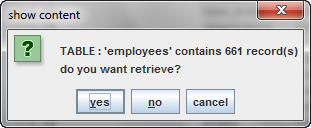 show content
TABLE : 'employees' contains 661 record(s)
do you want retrieve?
yes no cancel